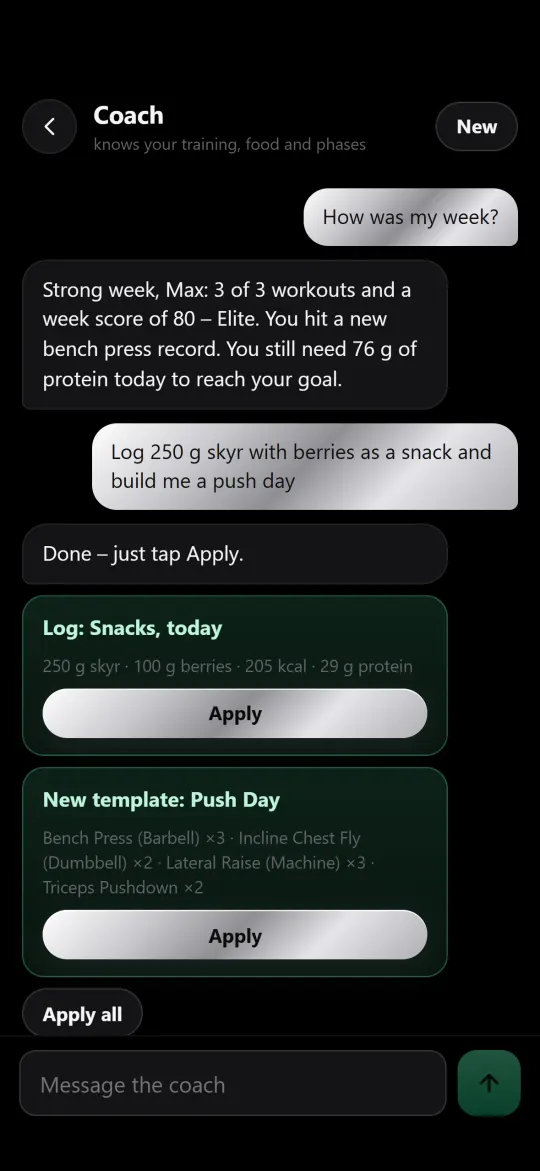 Coach
knows your training, food and phases
New
How was my week?
Strong week, Max: 3 of 3 workouts and a
week score of 80 – Elite. You hit a new
bench press record. You still need 76 g of
protein today to reach your goal.
Log 250 g skyr with berries as a snack and
build me a push day
Done – just tap Apply.
Log: Snacks, today
250 g skyr · 100 g berries · 205 kcal · 29 g protein
Apply
New template: Push Day
Bench Press (Barbell) ×3 · Incline Chest Fly
(Dumbbell) ×2 · Lateral Raise (Machine) ×3 ·
Triceps Pushdown ×2
Apply
Apply all
Message the coach